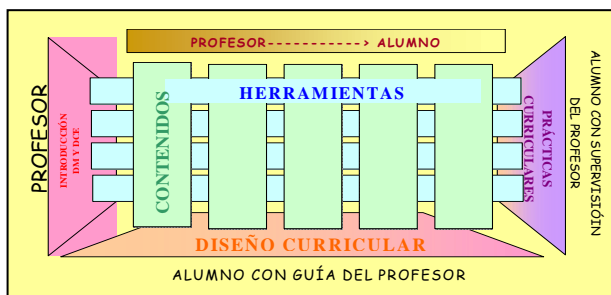 PROFESOR-----------> ALUMNO
PROFESOR
INTRODUCCIÓN
DM Y DCE
CONTENIDOS
HERRAMIENTAS
PRÁCTICAS
CURRICULARES
ALUMNO CON SUPERVISIÓIN
DEL PROFESOR
DISEÑO CURRICULAR
ALUMNO CON GUÍA DEL PROFESOR